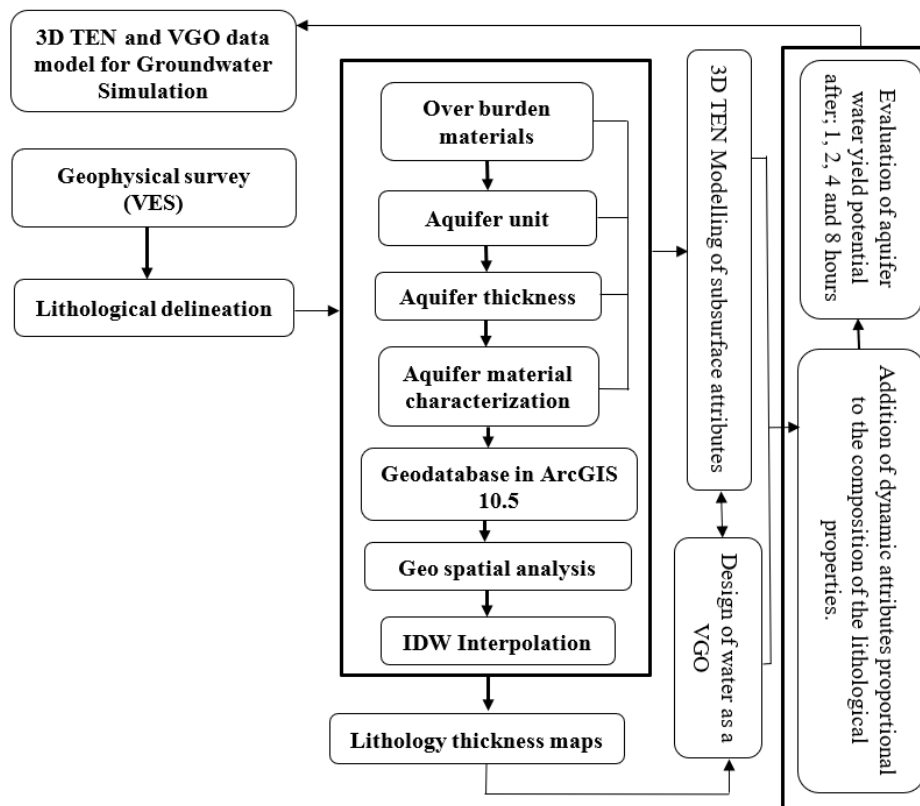 3D TEN and VGO data
model for Groundwater
Simulation
Geophysical survey
(VES)
Lithological delineation
Over burden
materials
Aquifer unit
Aquifer thickness
Aquifer material
characterization
Geodatabase in ArcGIS
10.5
Geo spatial analysis
IDW Interpolation
Lithology thickness maps
3D TEN Modelling of subsurface attributes
Design of water as a
VGO
Evaluation of aquifer
water yield potential
after; 1, 2, 4 and 8 hours
Addition of dynamic attributes proportional
to the composition of the lithological
properties.